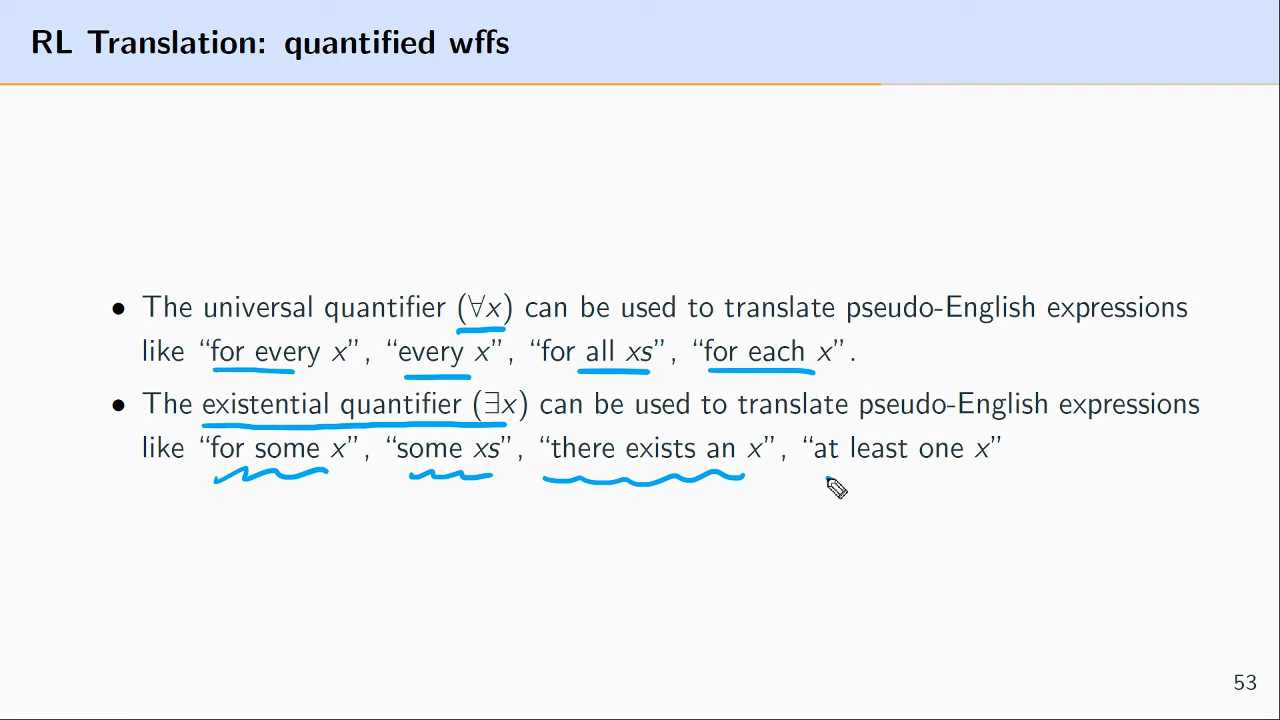 RL Translation: quantified wffs
• The universal quantifier (∀x) can be used to translate pseudo-English expressions
like “for every x”, “every x”, “for all xs”, “for each x”.
• The existential quantifier (∃x) can be used to translate pseudo-English expressions
like “for some x”, “some xs”, “there exists an x”, “at least one x”
53